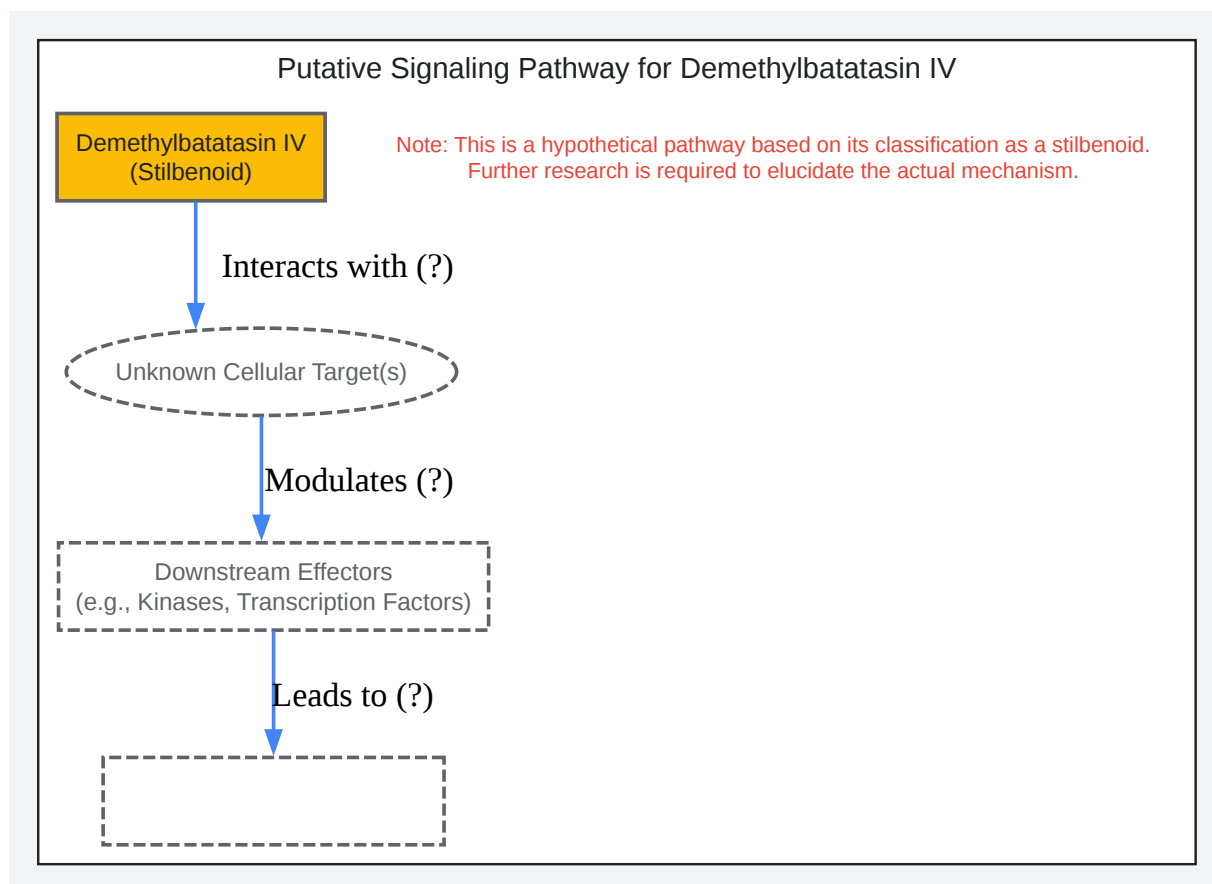 Putative Signaling Pathway for Demethylbatatasin IV
Demethylbatatasin IV
(Stilbenoid)
Note: This is a hypothetical pathway based on its classification as a stilbenoid.
Further research is required to elucidate the actual mechanism.
Interacts with (?)
Unknown Cellular Target(s)
Modulates (?)
Downstream Effectors
(e.g., Kinases, Transcription Factors)
Leads to (?)